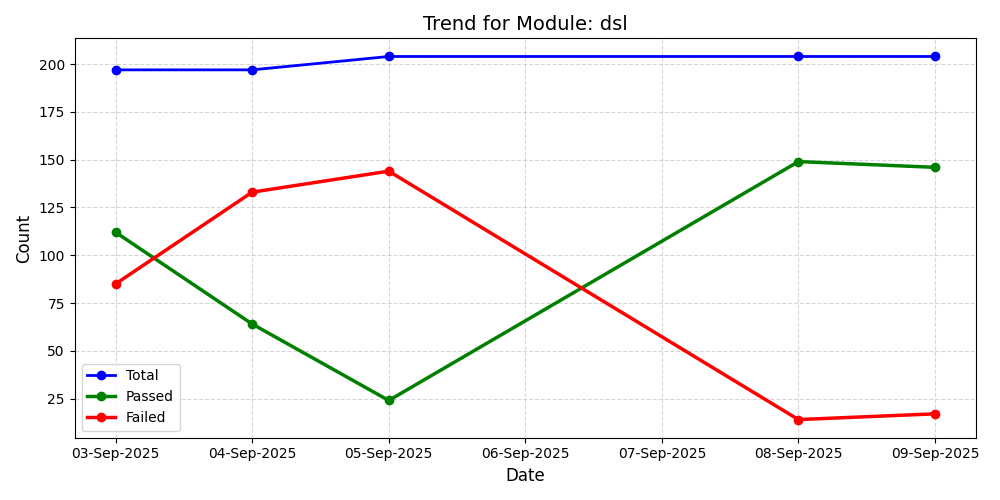 Trend for Module: dsl
Count
200
175
150
125
100
75
50
25
Total
Passed
Failed
03-Sep-2025 04-Sep-2025 05-Sep-2025 06-Sep-2025 07-Sep-2025 08-Sep-2025 09-Sep-2025
Date